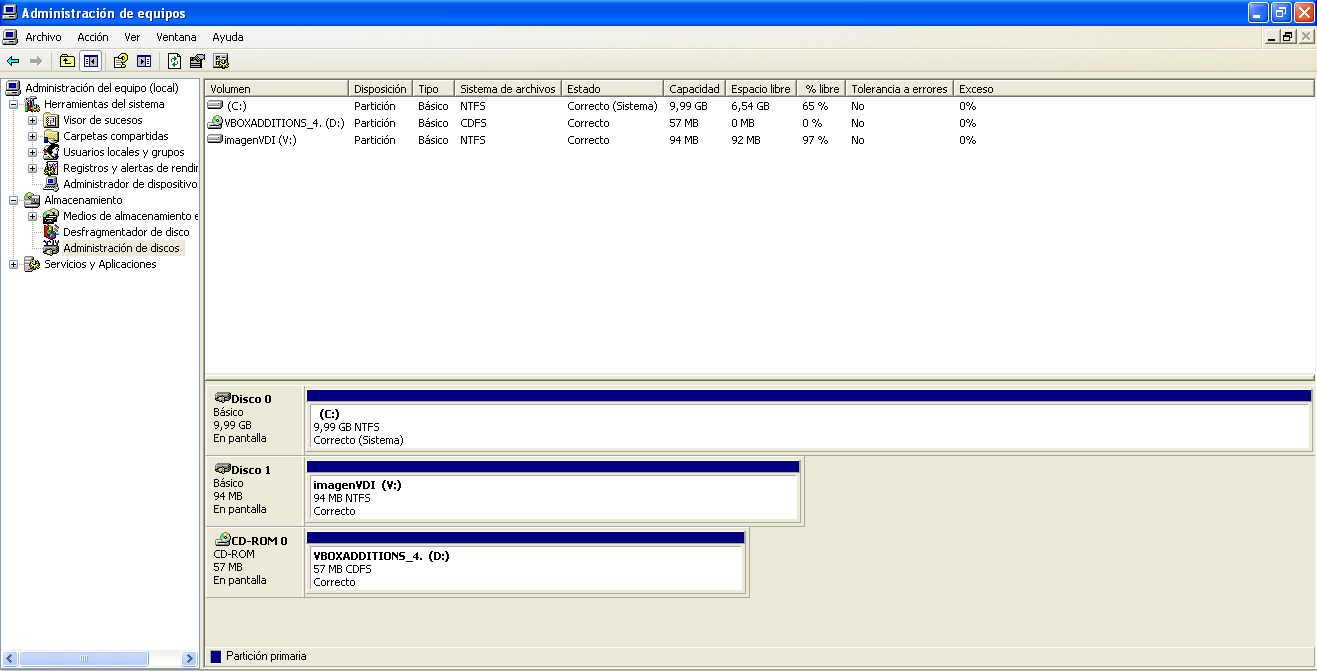 Administración de equipos
Archivo Acción Ver Ventana Ayuda
Administración del equipo (local)
Herramientas del sistema
Visor de sucesos
Carpetas compartidas
Usuarios locales y grupos
Registros y alertas de rendir
Administrador de dispositivo
Almacenamiento
Medios de almacenamiento e
Desfragmentador de disco
Administración de discos
Servicios y Aplicaciones
Volumen Disposición Tipo Sistema de archivos Estado Capacidad Espacio libre % libre Tolerancia a errores Exceso
(C:) Partición Básico NTFS Correcto (Sistema) 9,99 GB 6,54 GB 65 % No 0%
VBOXADDITIONS_4. (D:) Partición Básico CDFS Correcto 57 MB 0 MB 0 % No 0%
imagenVDI (V:) Partición Básico NTFS Correcto 94 MB 92 MB 97 % No 0%
Disco 0
Básico
9,99 GB
En pantalla
(C:)
9,99 GB NTFS
Correcto (Sistema)
Disco 1
Básico
94 MB
En pantalla
imagenVDI (V:)
94 MB NTFS
Correcto
CD-ROM 0
CD-ROM
57 MB
En pantalla
VBOXADDITIONS_4. (D:)
57 MB CDFS
Correcto
Partición primaria